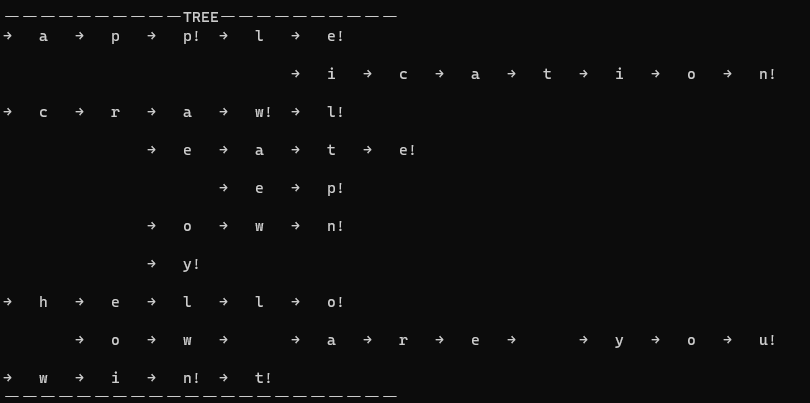 ——————————TREE——————————
→ a → p → p! → l → e!
→ i → c → a → t → i → o → n!
→ c → r → a → w! → l!
→ e → a → t → e!
→ e → p!
→ o → w → n!
→ y!
→ h → e → l → l → o!
→ o → w →   → a → r → e →   → y → o → u!
→ w → i → n! → t!
——————————————————————